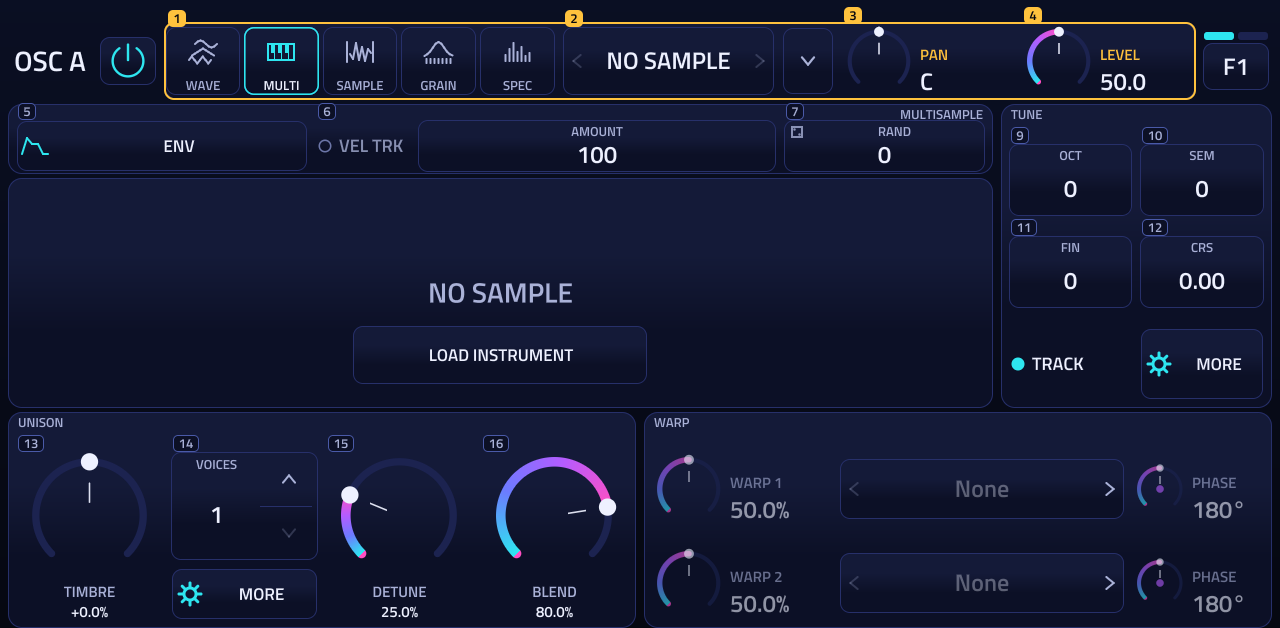 1
2
3
4
OSC A
WAVE
MULTI
SAMPLE
GRAIN
SPEC
NO SAMPLE
PAN
C
LEVEL
50.0
F1
5
6
7
MULTISAMPLE
ENV
VEL TRK
AMOUNT
100
RAND
0
TUNE
9
10
OCT
0
SEM
0
11
12
FIN
0
CRS
0.00
TRACK
MORE
NO SAMPLE
LOAD INSTRUMENT
UNISON
13
14
15
16
VOICES
1
TIMBRE
+0.0%
MORE
DETUNE
25.0%
BLEND
80.0%
WARP
WARP 1
50.0%
None
PHASE
180°
WARP 2
50.0%
None
PHASE
180°